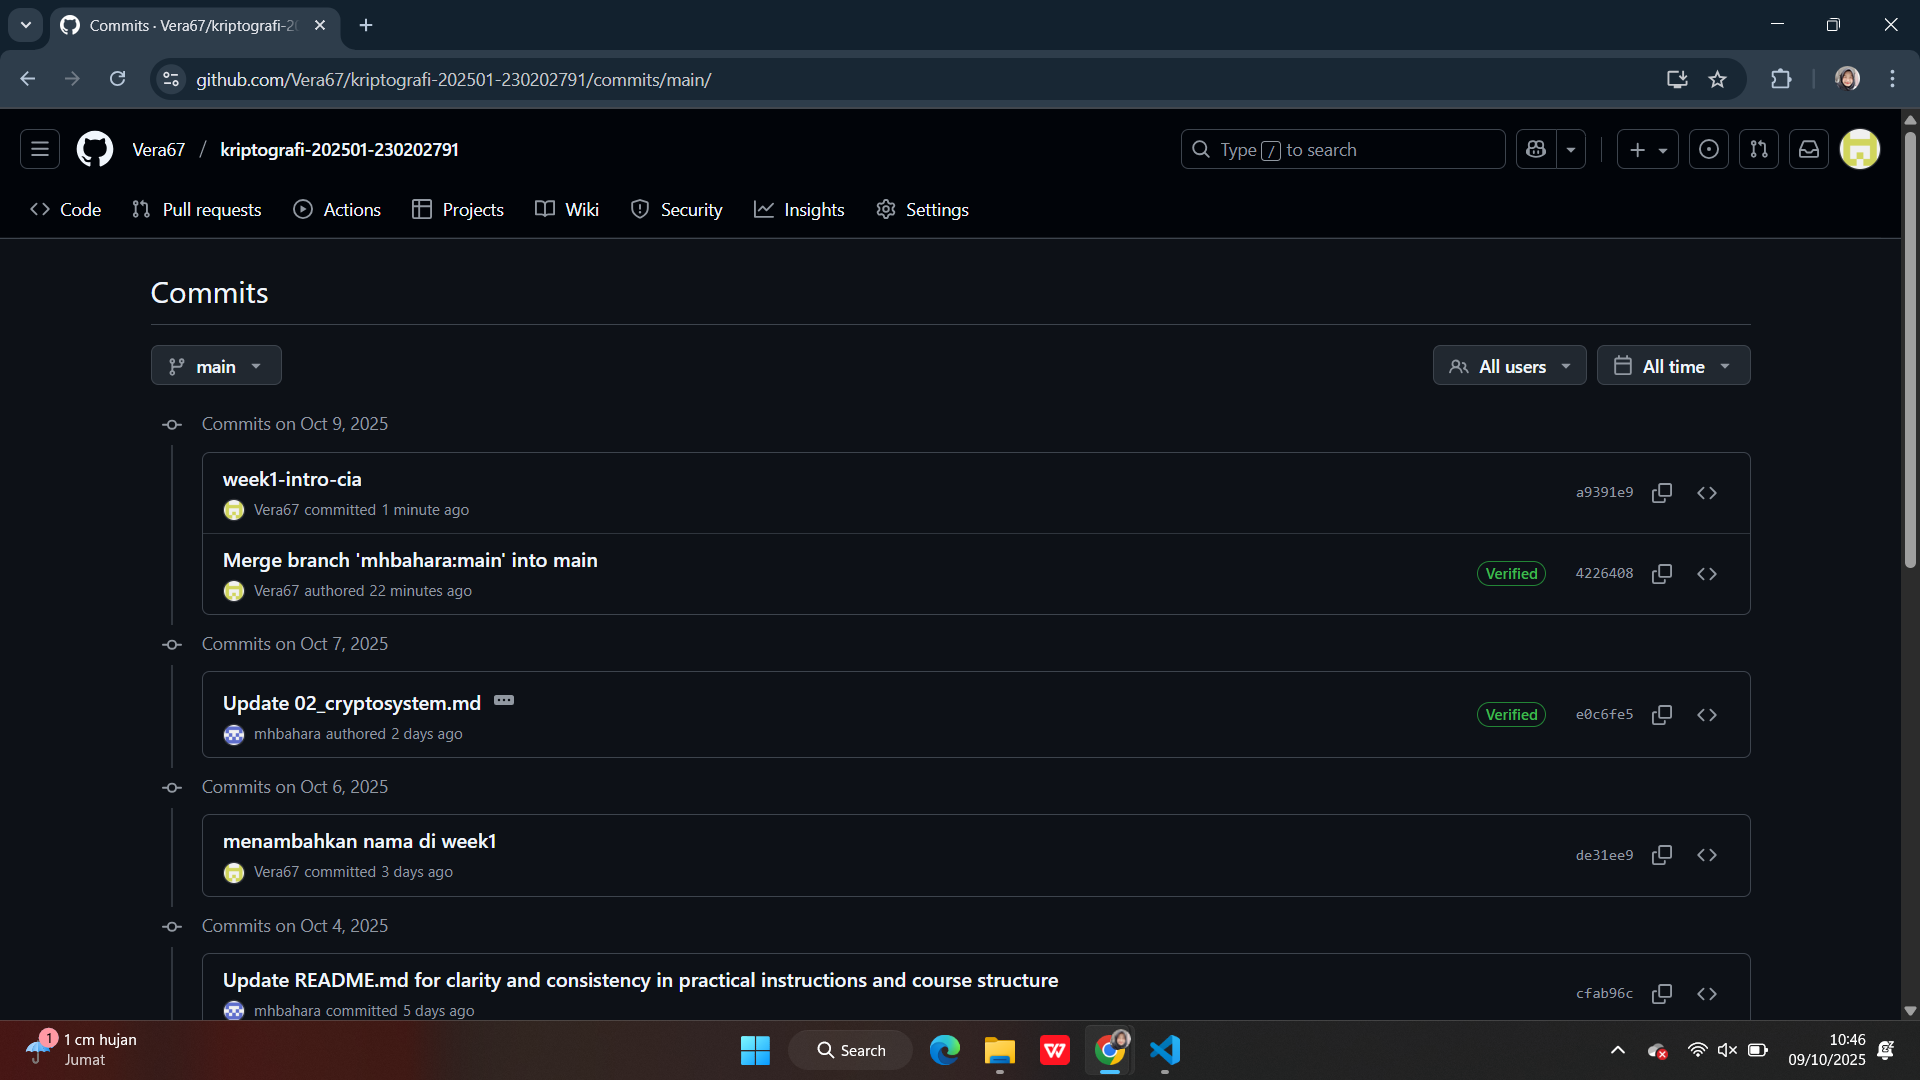 Commits · Vera67/kriptografi-20
github.com/Vera67/kriptografi-202501-230202791/commits/main/
Vera67 / kriptografi-202501-230202791
Type / to search
Code
Pull requests
Actions
Projects
Wiki
Security
Insights
Settings
Commits
main
All users
All time
Commits on Oct 9, 2025
week1-intro-cia
Vera67 committed 1 minute ago
a9391e9
Merge branch 'mhbahara:main' into main
Vera67 authored 22 minutes ago
Verified
4226408
Commits on Oct 7, 2025
Update 02_cryptosystem.md
mhbahara authored 2 days ago
Verified
e0c6fe5
Commits on Oct 6, 2025
menambahkan nama di week1
Vera67 committed 3 days ago
de31ee9
Commits on Oct 4, 2025
Update README.md for clarity and consistency in practical instructions and course structure
mhbahara committed 5 days ago
cfab96c
1
1 cm hujan
Jumat
Search
10:46
09/10/2025